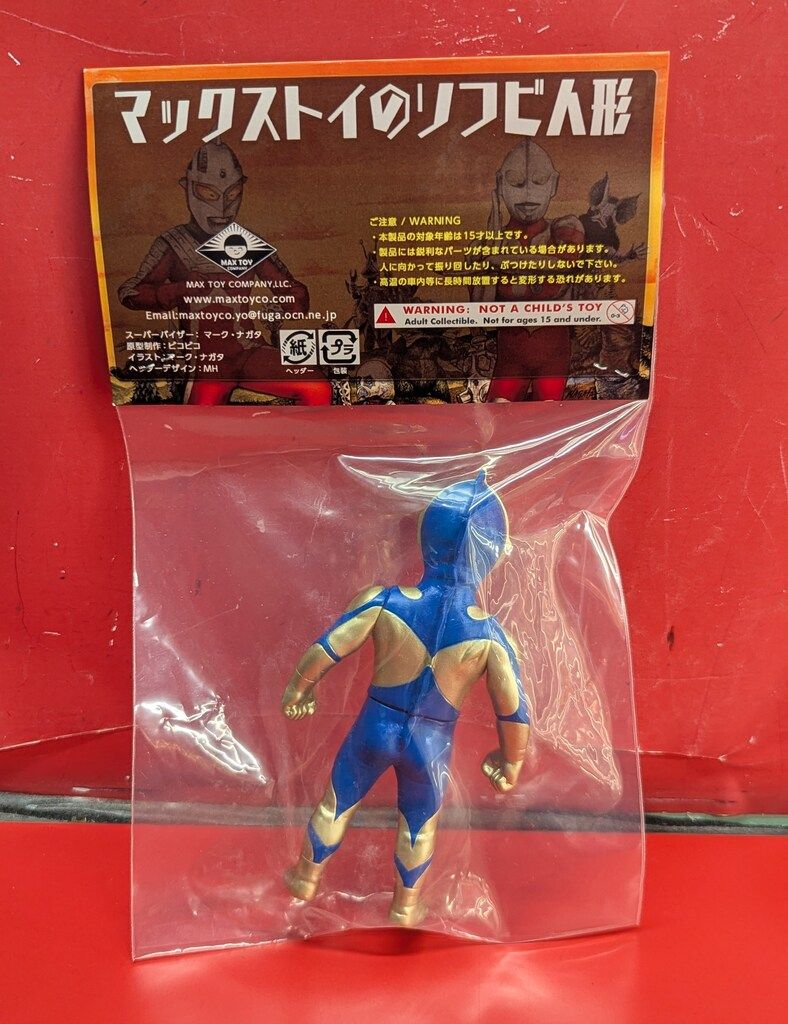 マックストイのソフビ人形
MAX TOY
COMPANY
MAX TOY COMPANY,LLC.
www.maxtoyco.com
Email:maxtoyco.yo@fuga.ocn.ne.jp
スーパーバイザー：マーク・ナガタ
原型制作：ピコピコ
イラスト：マーク・ナガタ
ヘッダーデザイン：MH
紙
ヘッダー
プラ
包装
ご注意 / WARNING
・本製品の対象年齢は15才以上です。
・製品には鋭利なパーツが含まれている場合があります。
人に向かって振り回したり、ぶつけたりしないで下さい。
・高温の車内等に長時間放置すると変形する恐れがあります。
WARNING: NOT A CHILD'S TOY
Adult Collectible. Not for ages 15 and under.
0-3